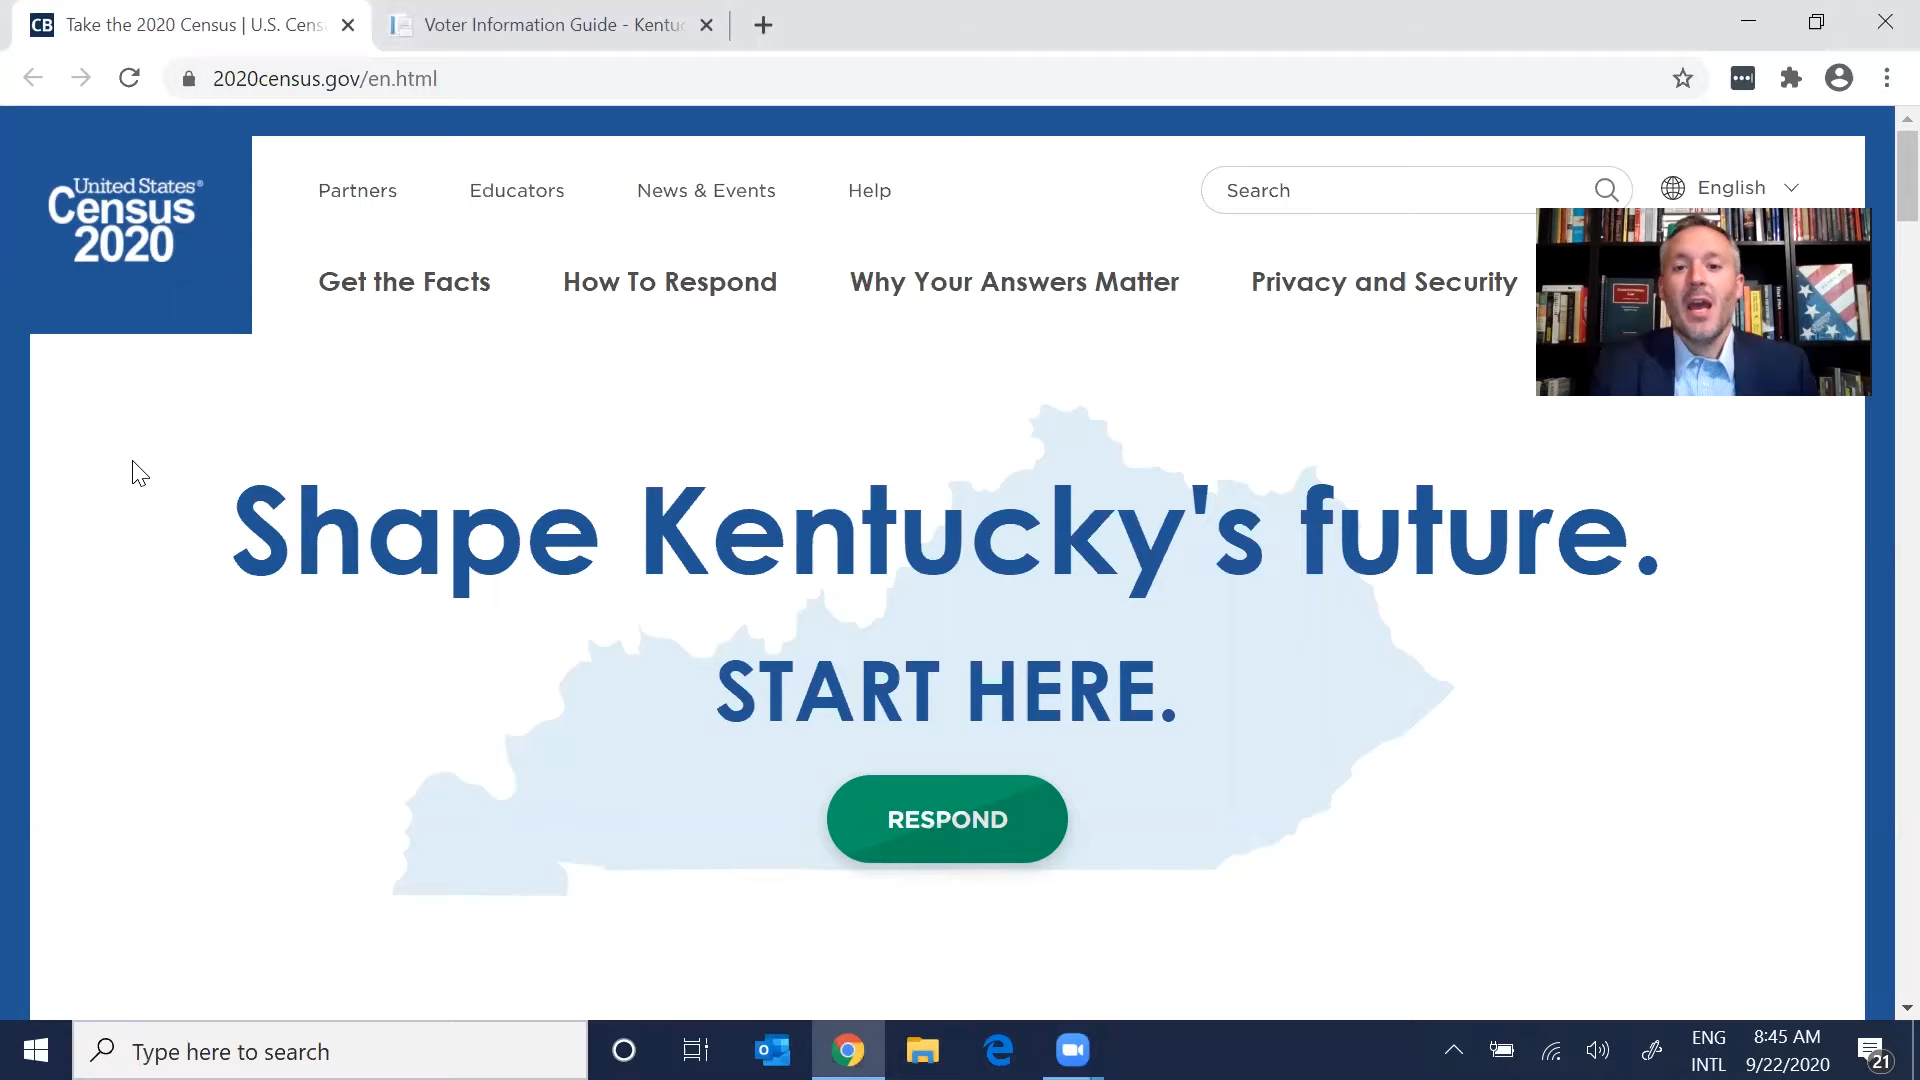 CB Take the 2020 Census | U.S. Cens
Voter Information Guide - Kentuc
2020census.gov/en.html
United States®
Census
2020
Partners Educators News & Events Help Search English
Get the Facts How To Respond Why Your Answers Matter Privacy and Security
Shape Kentucky's future.
START HERE.
RESPOND
Type here to search
ENG 8:45 AM
INTL 9/22/2020
21